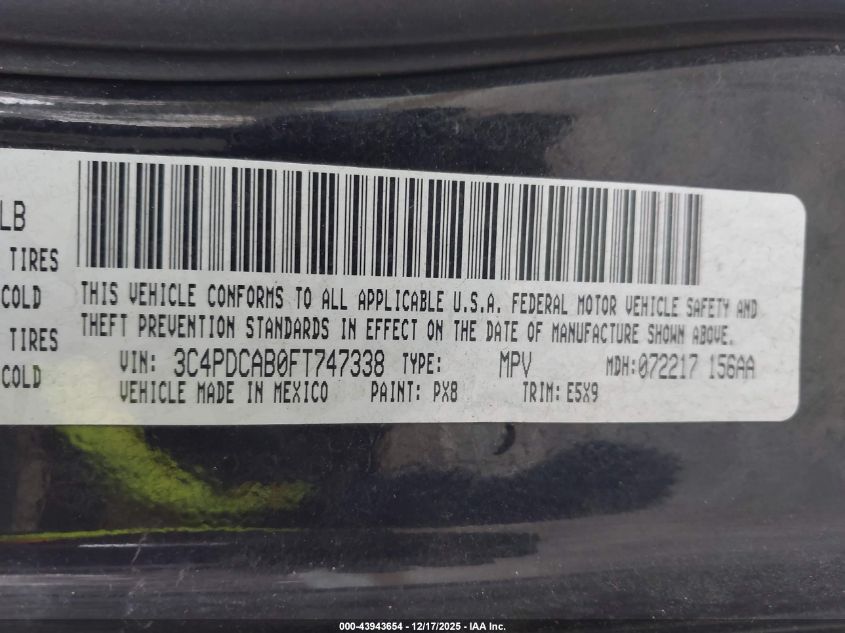 LB
TIRES
COLD
TIRES
COLD
THIS VEHICLE CONFORMS TO ALL APPLICABLE U.S.A. FEDERAL MOTOR VEHICLE SAFETY AND
THEFT PREVENTION STANDARDS IN EFFECT ON THE DATE OF MANUFACTURE SHOWN ABOVE.
VIN: 3C4PDCAB0FT747338 TYPE: MPV MDH:072217 156AA
VEHICLE MADE IN MEXICO PAINT: PX8 TRIM: E5X9
000-43943654 - 12/17/2025 - IAA Inc.